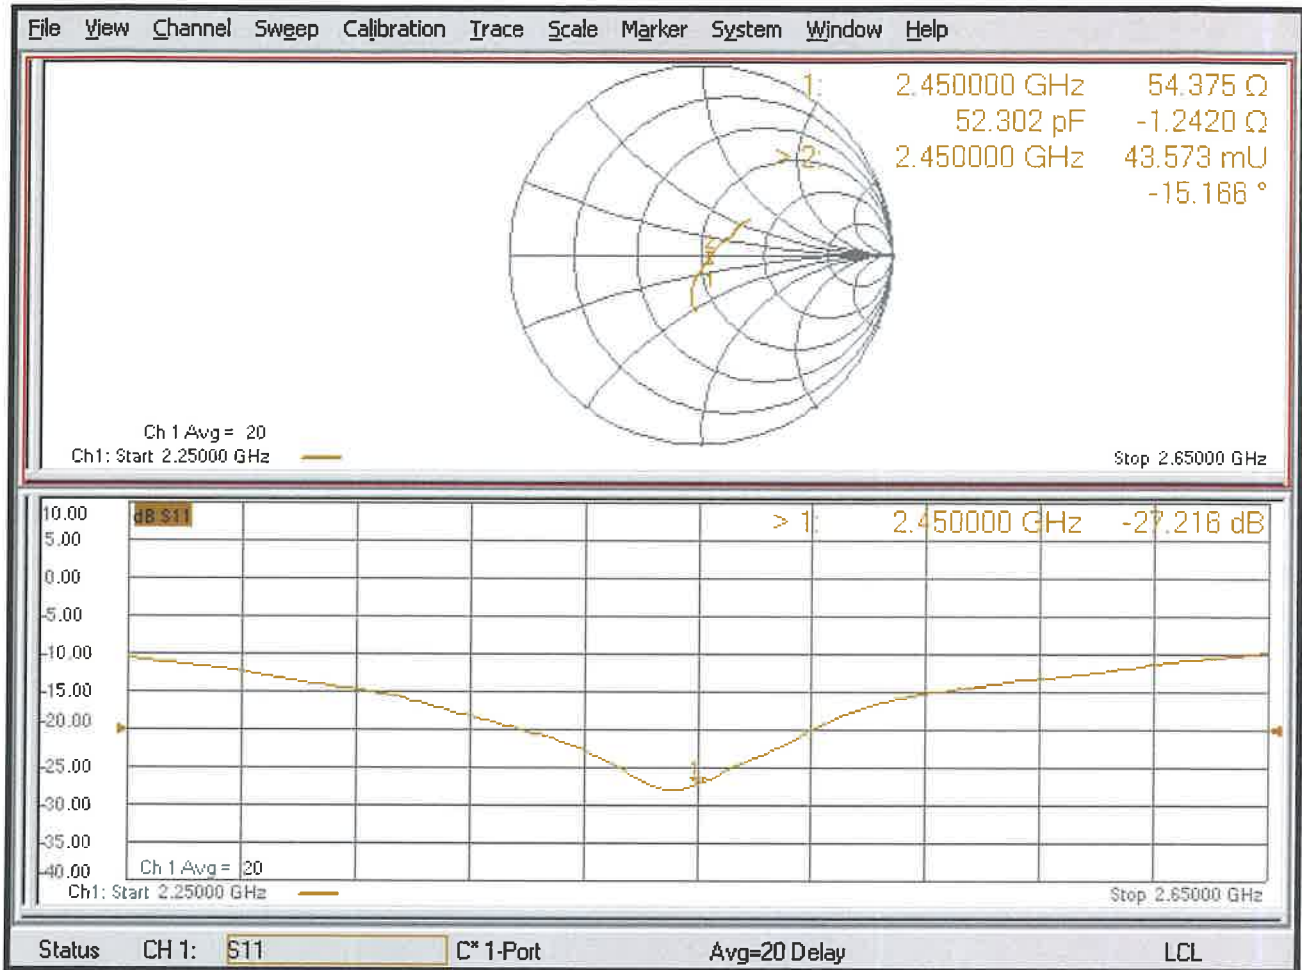 File View Channel Sweep Calibration Trace Scale Marker System Window Help
1: 2.450000 GHz 54.375 Ω
52.302 pF -1.2420 Ω
> 2: 2.450000 GHz 43.573 mU
-15.166 °
2
1
Ch 1 Avg = 20
Ch1: Start 2.25000 GHz
Stop 2.65000 GHz
dB S11
> 1: 2.450000 GHz -27.216 dB
10.00
5.00
0.00
-5.00
-10.00
-15.00
-20.00
-25.00
-30.00
-35.00
-40.00
1
Ch 1 Avg = 20
Ch1: Start 2.25000 GHz
Stop 2.65000 GHz
Status CH 1: S11 C* 1-Port Avg=20 Delay LCL